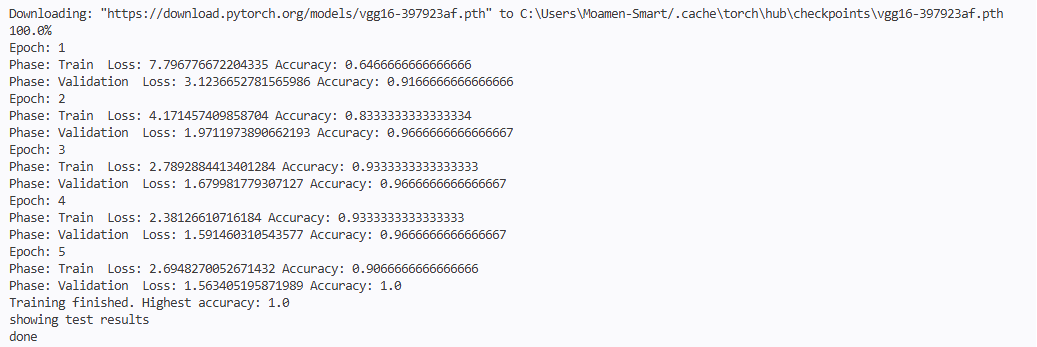 Downloading: "https://download.pytorch.org/models/vgg16-397923af.pth" to C:\Users\Moamen-Smart/.cache\torch\hub\checkpoints\vgg16-397923af.pth
100.0%
Epoch: 1
Phase: Train  Loss: 7.796776672204335 Accuracy: 0.6466666666666666
Phase: Validation  Loss: 3.1236652781565986 Accuracy: 0.9166666666666666
Epoch: 2
Phase: Train  Loss: 4.171457409858704 Accuracy: 0.8333333333333334
Phase: Validation  Loss: 1.9711973890662193 Accuracy: 0.9666666666666667
Epoch: 3
Phase: Train  Loss: 2.7892884413401284 Accuracy: 0.9333333333333333
Phase: Validation  Loss: 1.679981779307127 Accuracy: 0.9666666666666667
Epoch: 4
Phase: Train  Loss: 2.38126610716184 Accuracy: 0.9333333333333333
Phase: Validation  Loss: 1.591460310543577 Accuracy: 0.9666666666666667
Epoch: 5
Phase: Train  Loss: 2.6948270052671432 Accuracy: 0.9066666666666666
Phase: Validation  Loss: 1.563405195871989 Accuracy: 1.0
Training finished. Highest accuracy: 1.0
showing test results
done